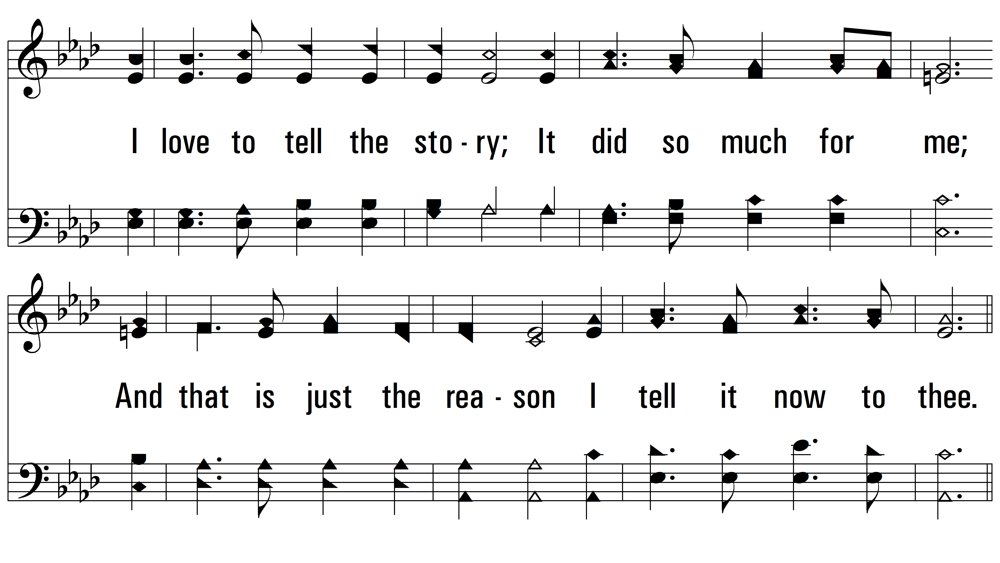 I love to tell the sto - ry; It did so much for me;
And that is just the rea - son I tell it now to thee.